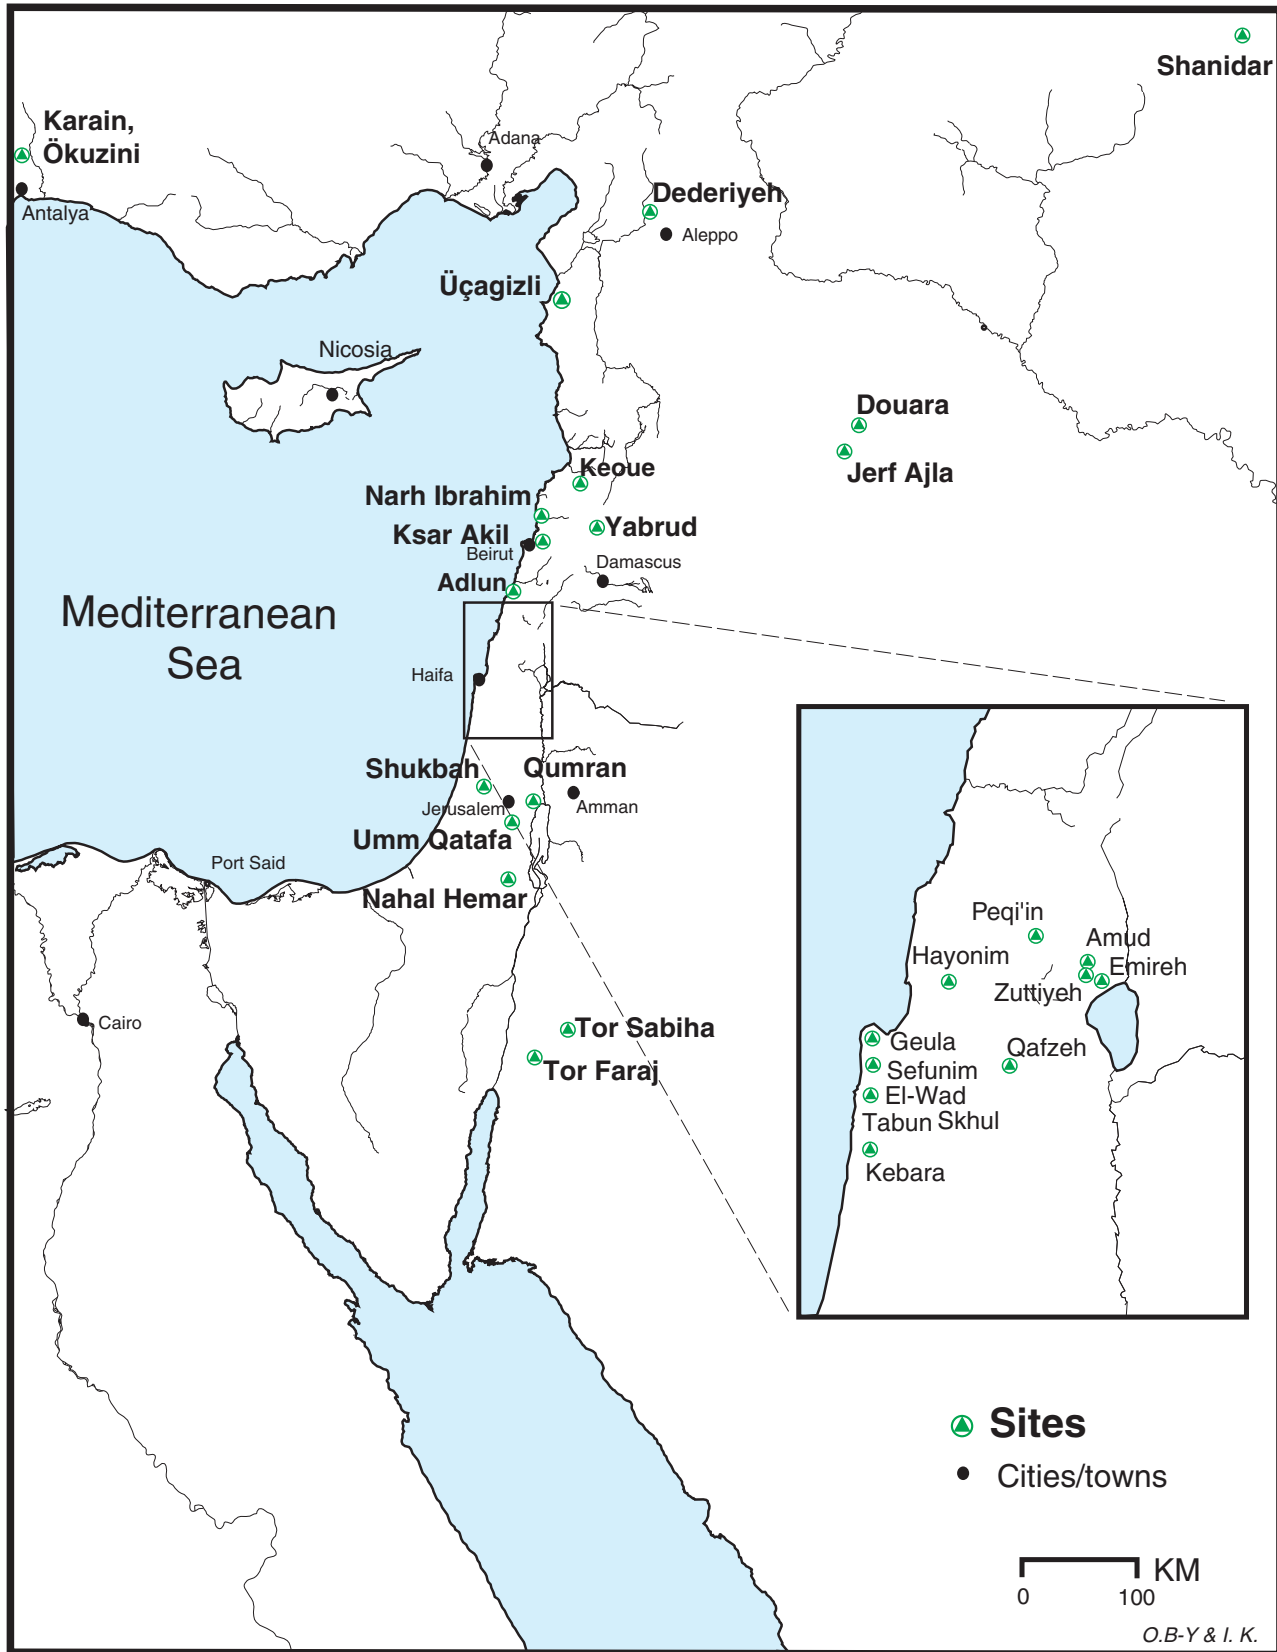 Shanidar
Karain,
Ökuzini
Adana
Antalya
Dederiyeh
Aleppo
Üçagizli
Nicosia
Douara
Jerf Ajla
Keoue
Narh Ibrahim
Yabrud
Ksar Akil
Beirut
Damascus
Adlun
Mediterranean
Sea
Haifa
Shukbah
Qumran
Jerusalem
Amman
Umm Qatafa
Port Said
Nahal Hemar
Peqi'in
Amud
Hayonim
Emireh
Zuttiyeh
Cairo
Tor Sabiha
Geula
Qafzeh
Tor Faraj
Sefunim
El-Wad
Tabun Skhul
Kebara
Sites
Cities/towns
KM
0 100
O.B-Y & I. K.